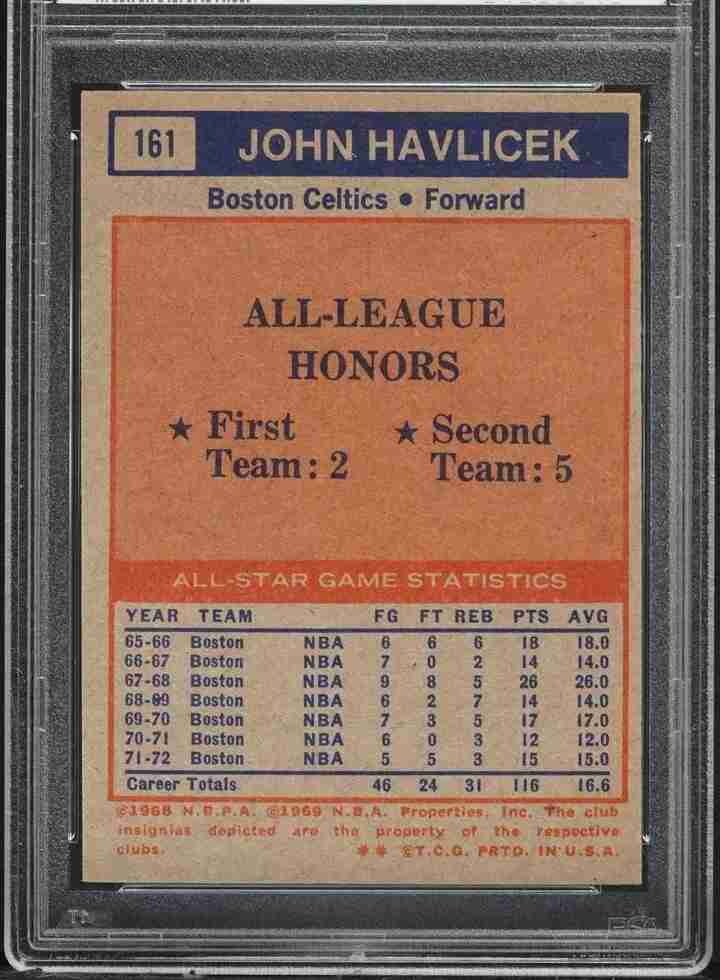 161 JOHN HAVLICEK
Boston Celtics • Forward
ALL-LEAGUE
HONORS
★ First Team: 2
★ Second Team: 5
ALL-STAR GAME STATISTICS
YEAR TEAM FG FT REB PTS AVG
65-66 Boston NBA 6 6 6 18 18.0
66-67 Boston NBA 7 0 2 14 14.0
67-68 Boston NBA 9 8 5 26 26.0
68-69 Boston NBA 6 2 7 14 14.0
69-70 Boston NBA 7 3 5 17 17.0
70-71 Boston NBA 6 0 3 12 12.0
71-72 Boston NBA 5 5 3 15 15.0
Career Totals 46 24 31 116 16.6
©1968 N.B.P.A. ©1969 N.B.A. Properties, Inc. The club
insignias depicted are the property of the respective
clubs. ** ©T.C.G. PRTD. IN U.S.A.
PSA